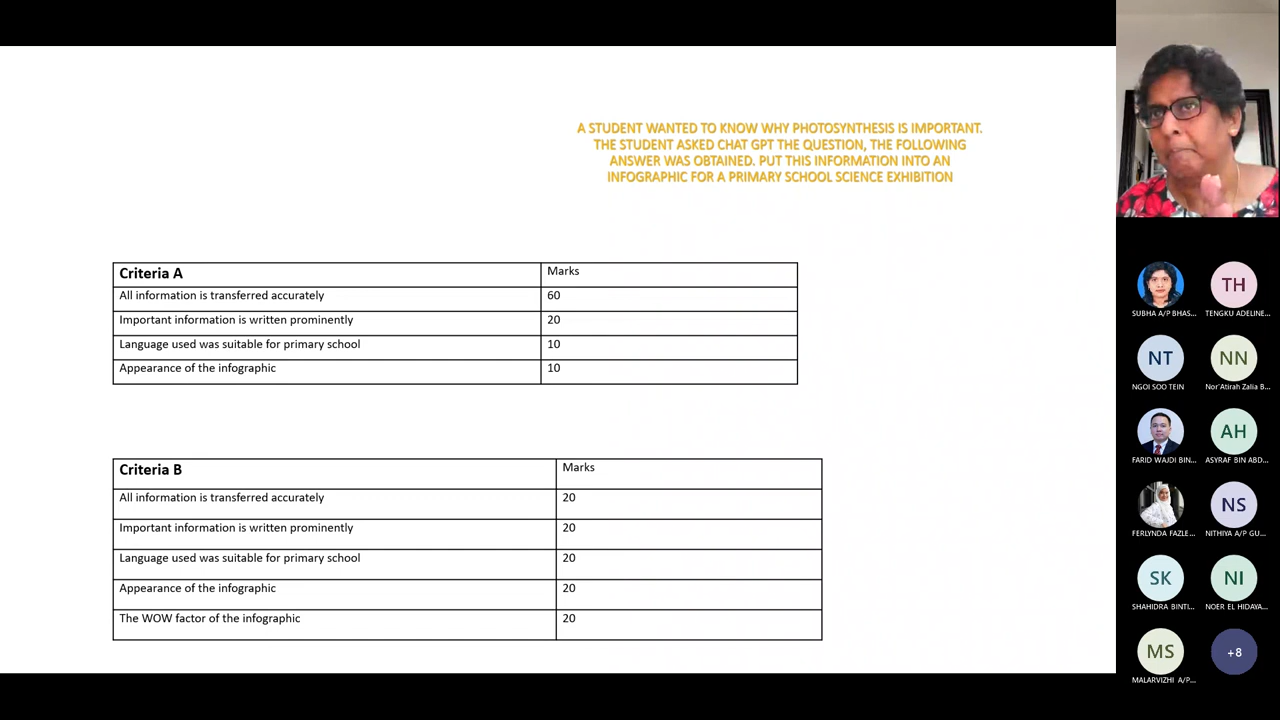 A STUDENT WANTED TO KNOW WHY PHOTOSYNTHESIS IS IMPORTANT.
THE STUDENT ASKED CHAT GPT THE QUESTION, THE FOLLOWING
ANSWER WAS OBTAINED. PUT THIS INFORMATION INTO AN
INFOGRAPHIC FOR A PRIMARY SCHOOL SCIENCE EXHIBITION
Criteria A Marks
All information is transferred accurately 60
Important information is written prominently 20
Language used was suitable for primary school 10
Appearance of the infographic 10
Criteria B Marks
All information is transferred accurately 20
Important information is written prominently 20
Language used was suitable for primary school 20
Appearance of the infographic 20
The WOW factor of the infographic 20
TH
SUBHA A/P BHAS... TENGKU ADELINE...
NT NN
NGOI SOO TEIN Nor'Atirah Zalia B...
AH
FARID WAJDI BIN... ASYRAF BIN ABD...
NS
FERLYNDA FAZLE... NITHIYA A/P GU...
SK NI
SHAHIDRA BINTI... NOER EL HIDAYA...
MS +8
MALARVIZHI A/P...